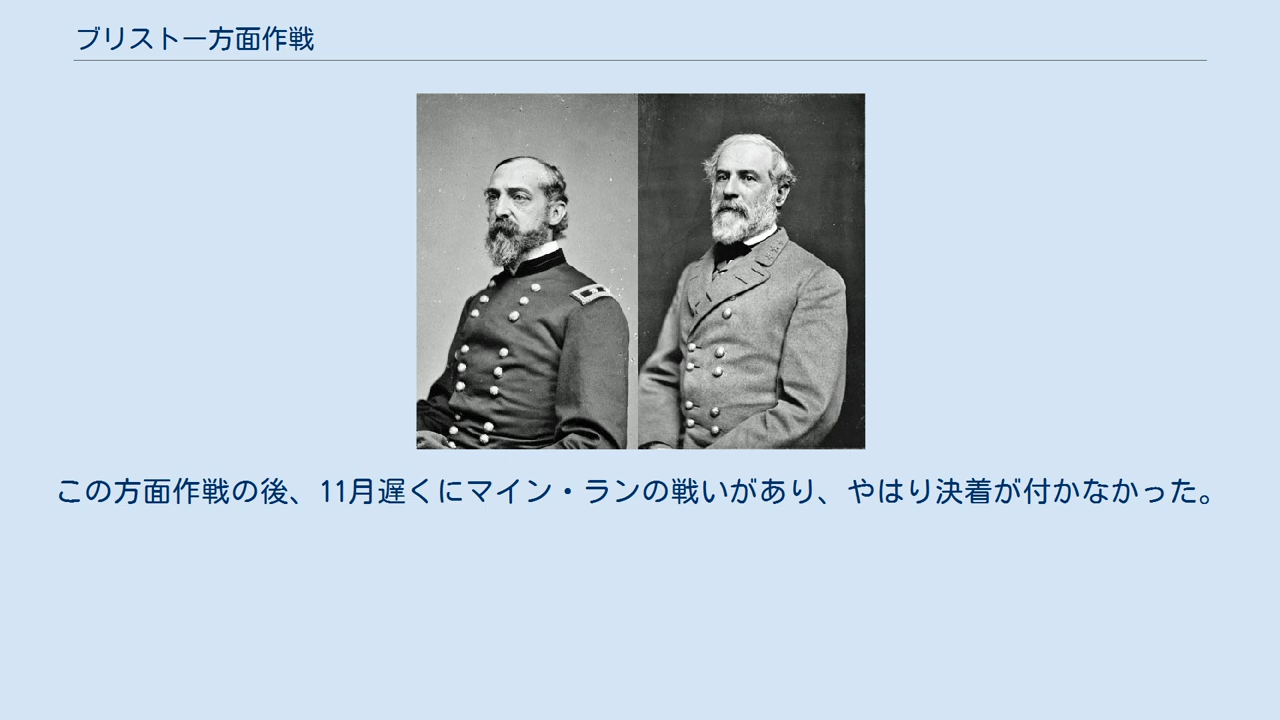 ブリストー方面作戦
この方面作戦の後、11月遅くにマイン・ランの戦いがあり、やはり決着が付かなかった。